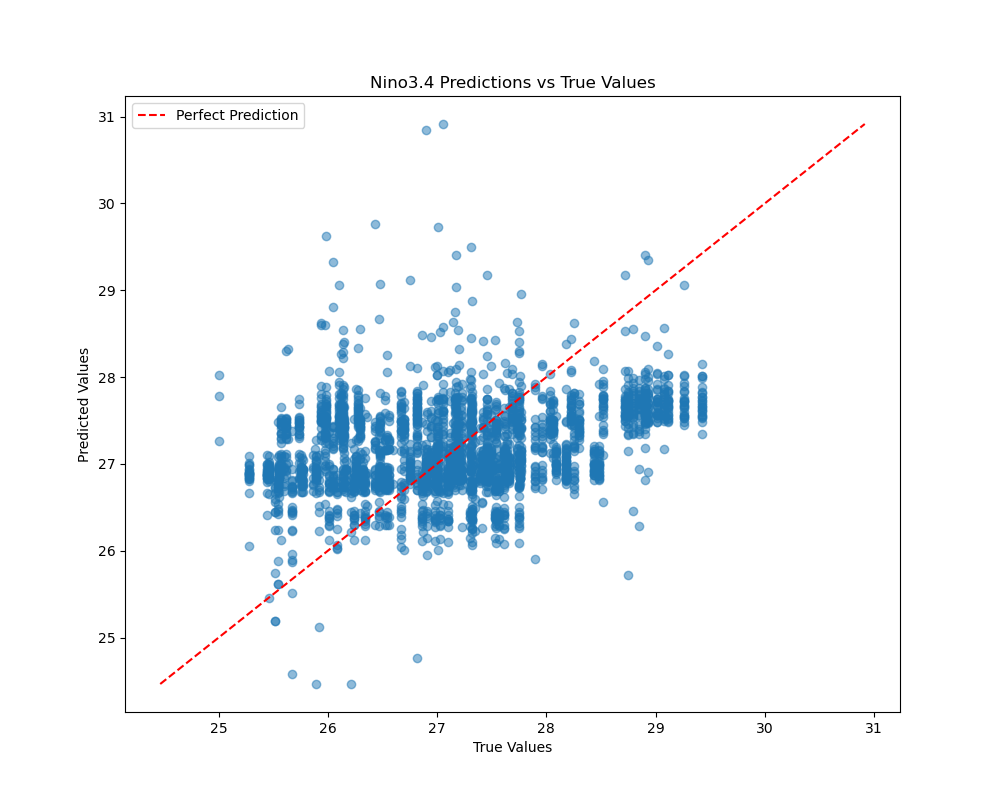 Nino3.4 Predictions vs True Values
Perfect Prediction
31
30
29
28
27
26
25
Predicted Values
25 26 27 28 29 30 31
True Values